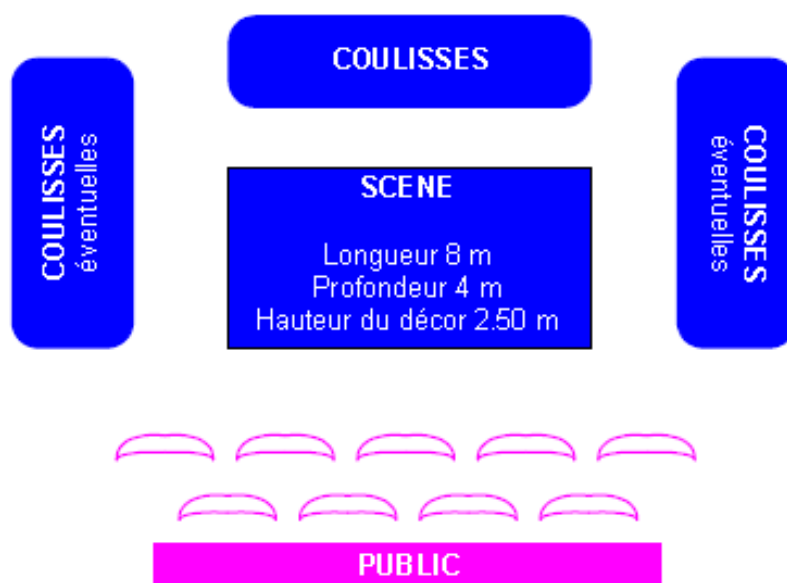 COULISSES
COULISSES
éventuelles
SCENE
Longueur 8 m
Profondeur 4 m
Hauteur du décor 2.50 m
COULISSES
éventuelles
PUBLIC